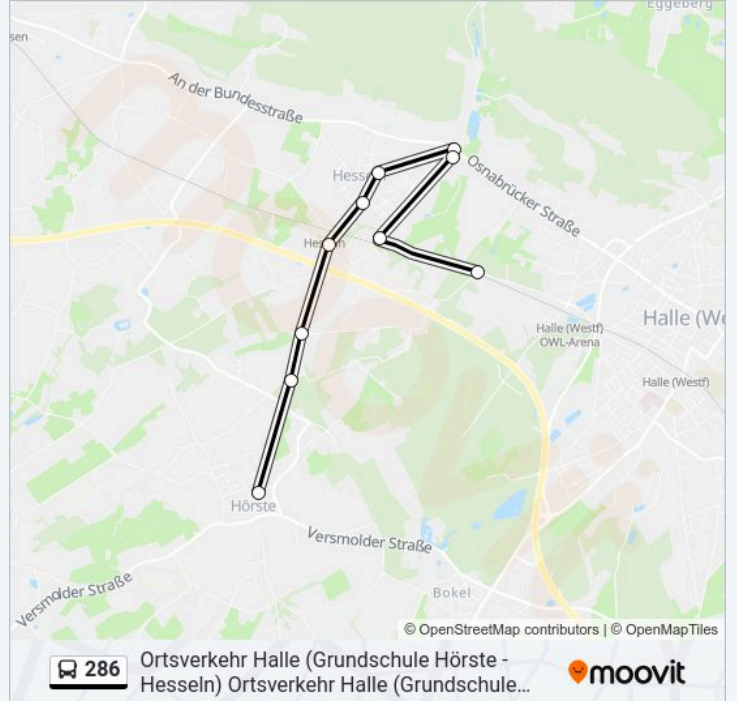 Eggeberg
sen
An der Bundesstraße
Osnabrücker Straße
Hess
Halle (We
Halle (Westf)
OWL-Arena
Halle (Westf)
Hörste
Versmolder Straße
Versmolder Straße
Bokel
© OpenStreetMap contributors | © OpenMapTiles
286
Ortsverkehr Halle (Grundschule Hörste -
Hesseln) Ortsverkehr Halle (Grundschule...
moovit